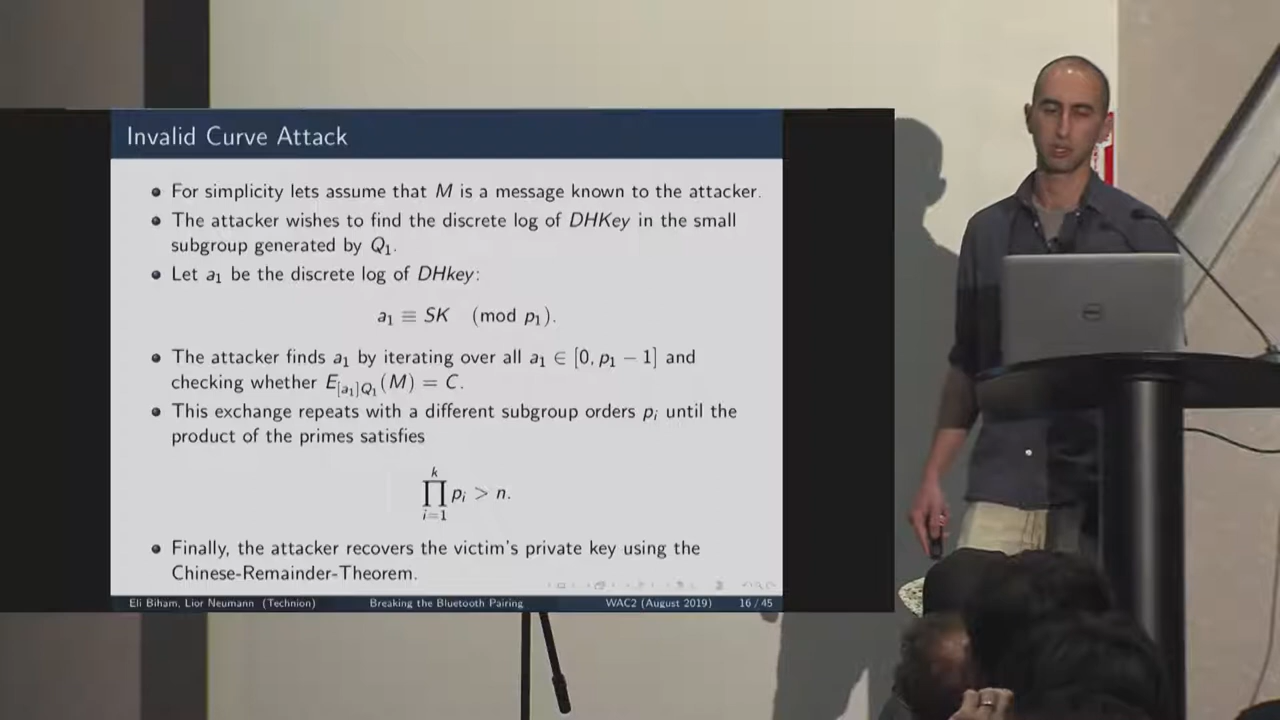 Invalid Curve Attack
• For simplicity lets assume that M is a message known to the attacker.
• The attacker wishes to find the discrete log of DHKey in the small
subgroup generated by Q₁.
• Let a₁ be the discrete log of DHkey:
a₁ ≡ SK (mod p₁).
• The attacker finds a₁ by iterating over all a₁ ∈ [0, p₁ − 1] and
checking whether E_{[a₁]Q₁}(M) = C.
• This exchange repeats with a different subgroup orders pᵢ until the
product of the primes satisfies
k
∏ pᵢ > n.
i=1
• Finally, the attacker recovers the victim's private key using the
Chinese-Remainder-Theorem.
Eli Biham, Lior Neumann (Technion) Breaking the Bluetooth Pairing WAC2 (August 2019) 16 / 45
DELL